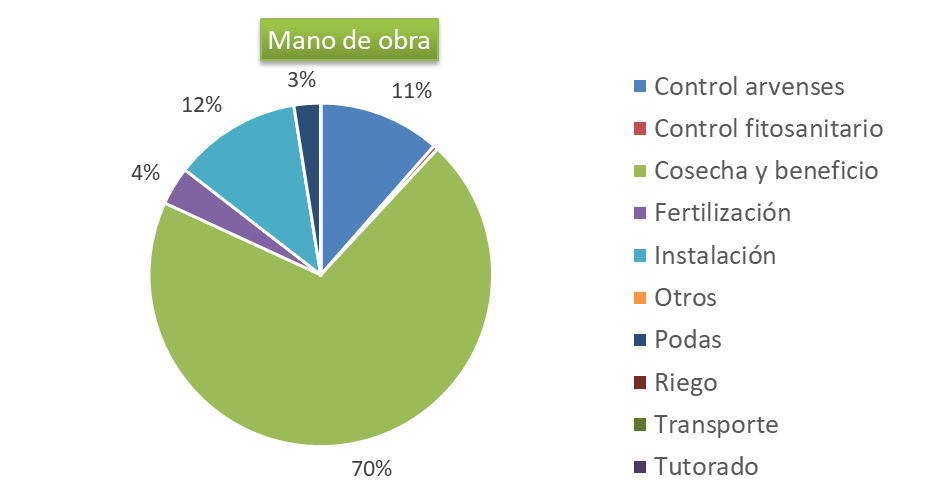 Mano de obra
3%
11%
12%
4%
70%
Control arvenses
Control fitosanitario
Cosecha y beneficio
Fertilización
Instalación
Otros
Podas
Riego
Transporte
Tutorado